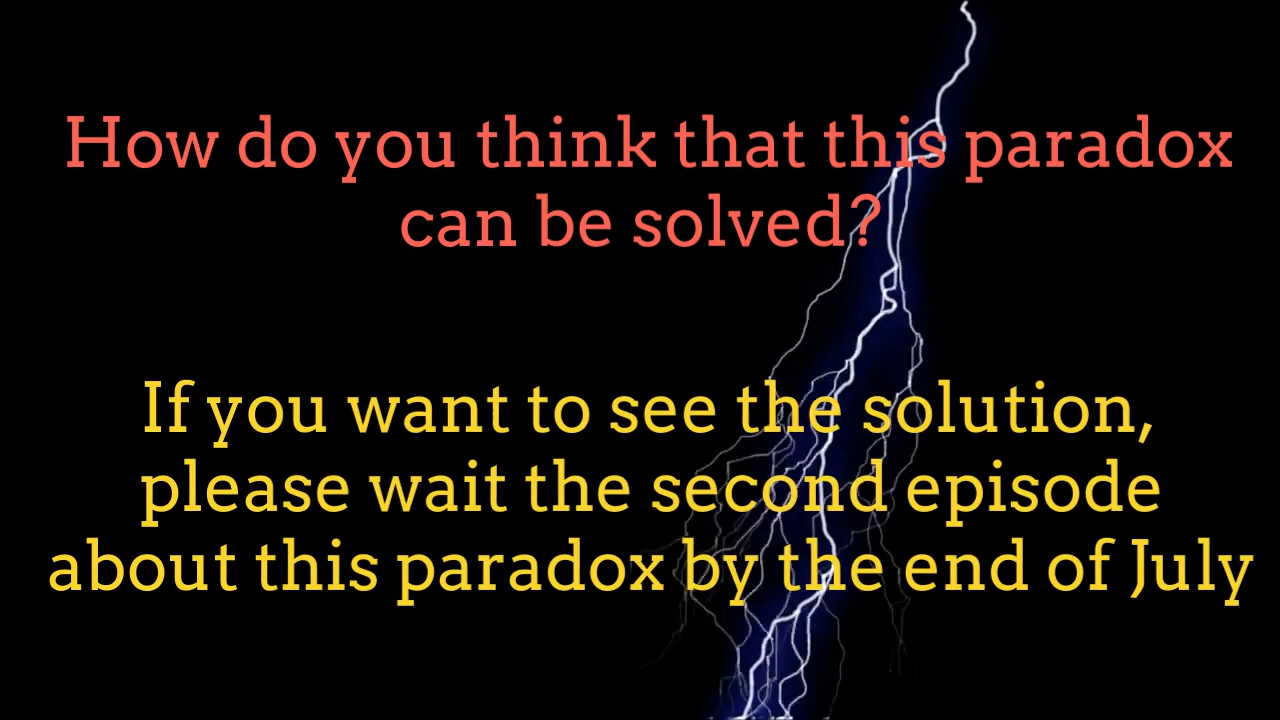 How do you think that this paradox
can be solved?
If you want to see the solution,
please wait the second episode
about this paradox by the end of July